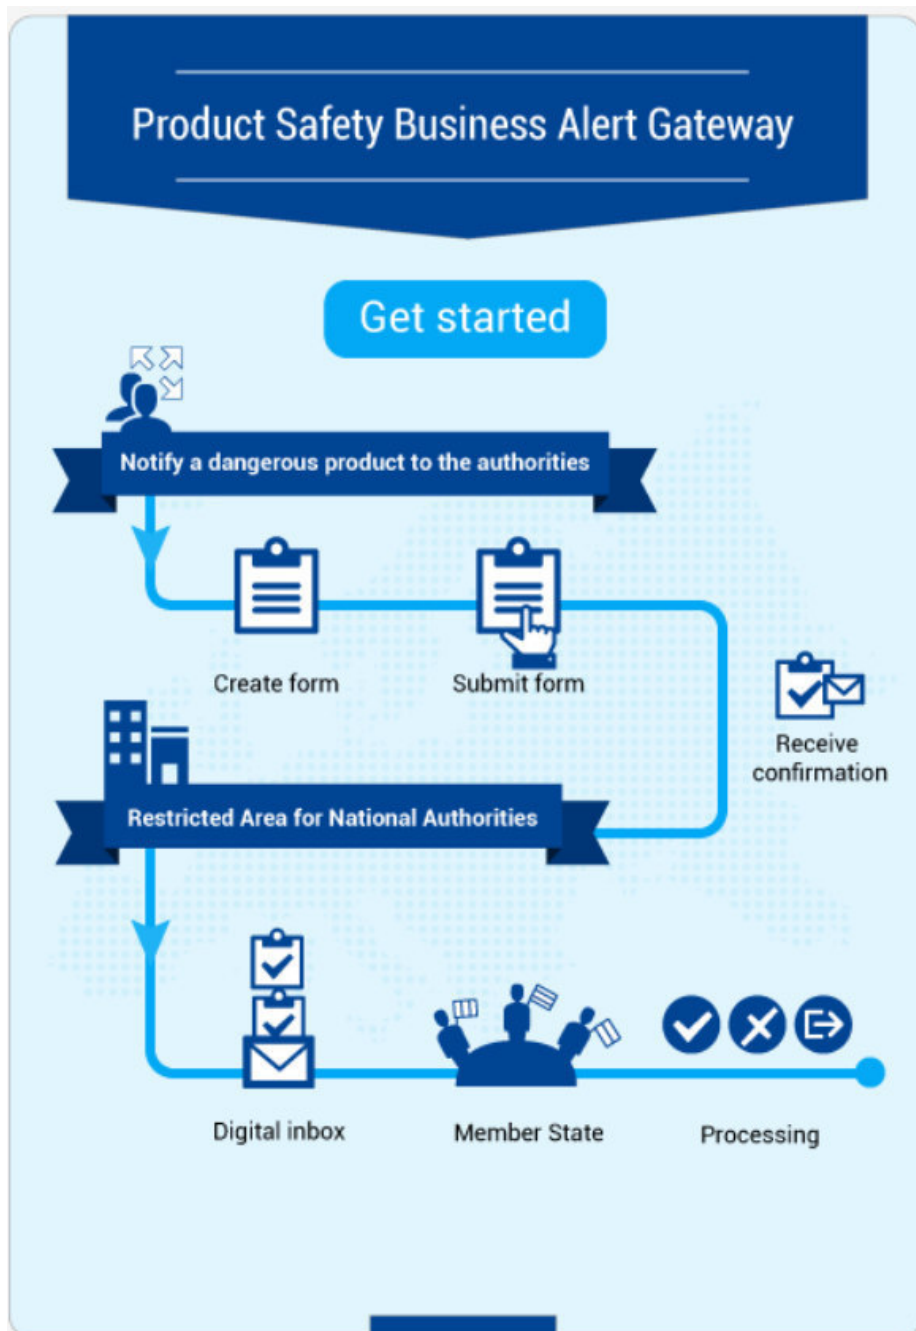 Product Safety Business Alert Gateway
Get started
Notify a dangerous product to the authorities
Create form
Submit form
Receive
confirmation
Restricted Area for National Authorities
Digital inbox
Member State
Processing